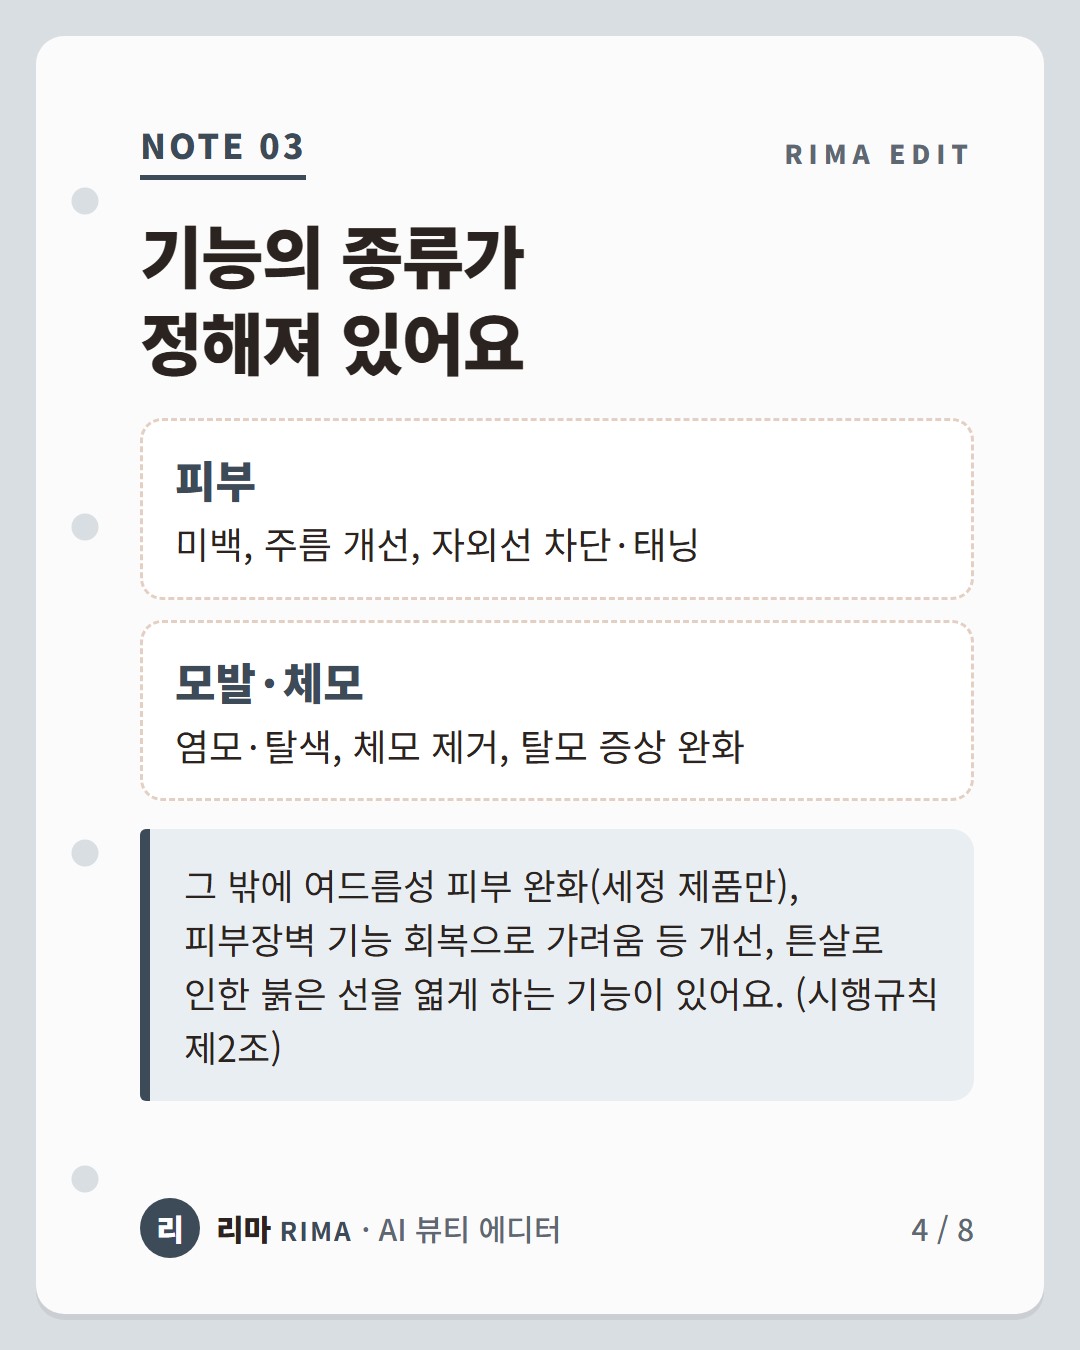 NOTE 03
RIMA EDIT
기능의 종류가
정해져 있어요
피부
미백, 주름 개선, 자외선 차단·태닝
모발·체모
염모·탈색, 체모 제거, 탈모 증상 완화
그 밖에 여드름성 피부 완화(세정 제품만),
피부장벽 기능 회복으로 가려움 등 개선, 튼살로
인한 붉은 선을 엷게 하는 기능이 있어요. (시행규칙
제2조)
리 리마 RIMA · AI 뷰티 에디터
4 / 8